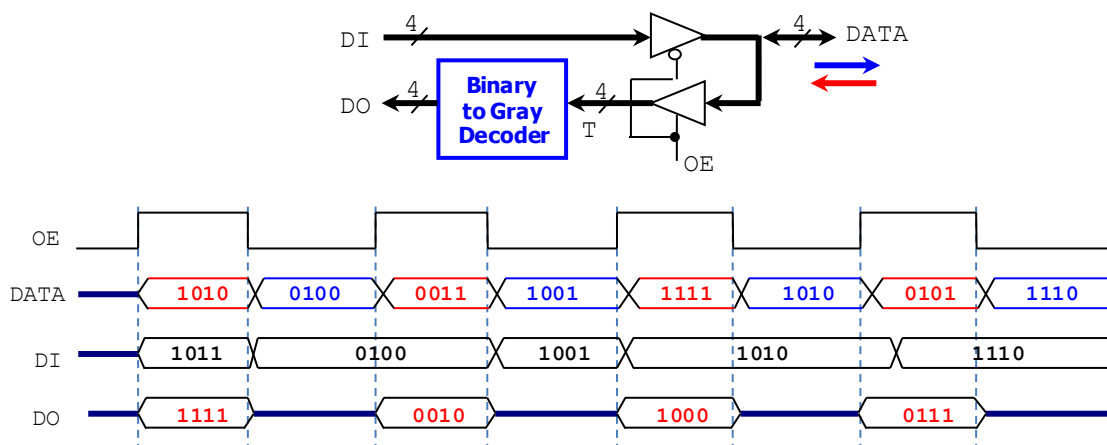 DI 4 4 DATA
DO 4 Binary to Gray Decoder 4 T
OE
OE
DATA 1010 0100 0011 1001 1111 1010 0101 1110
DI 1011 0100 1001 1010 1110
DO 1111 0010 1000 0111